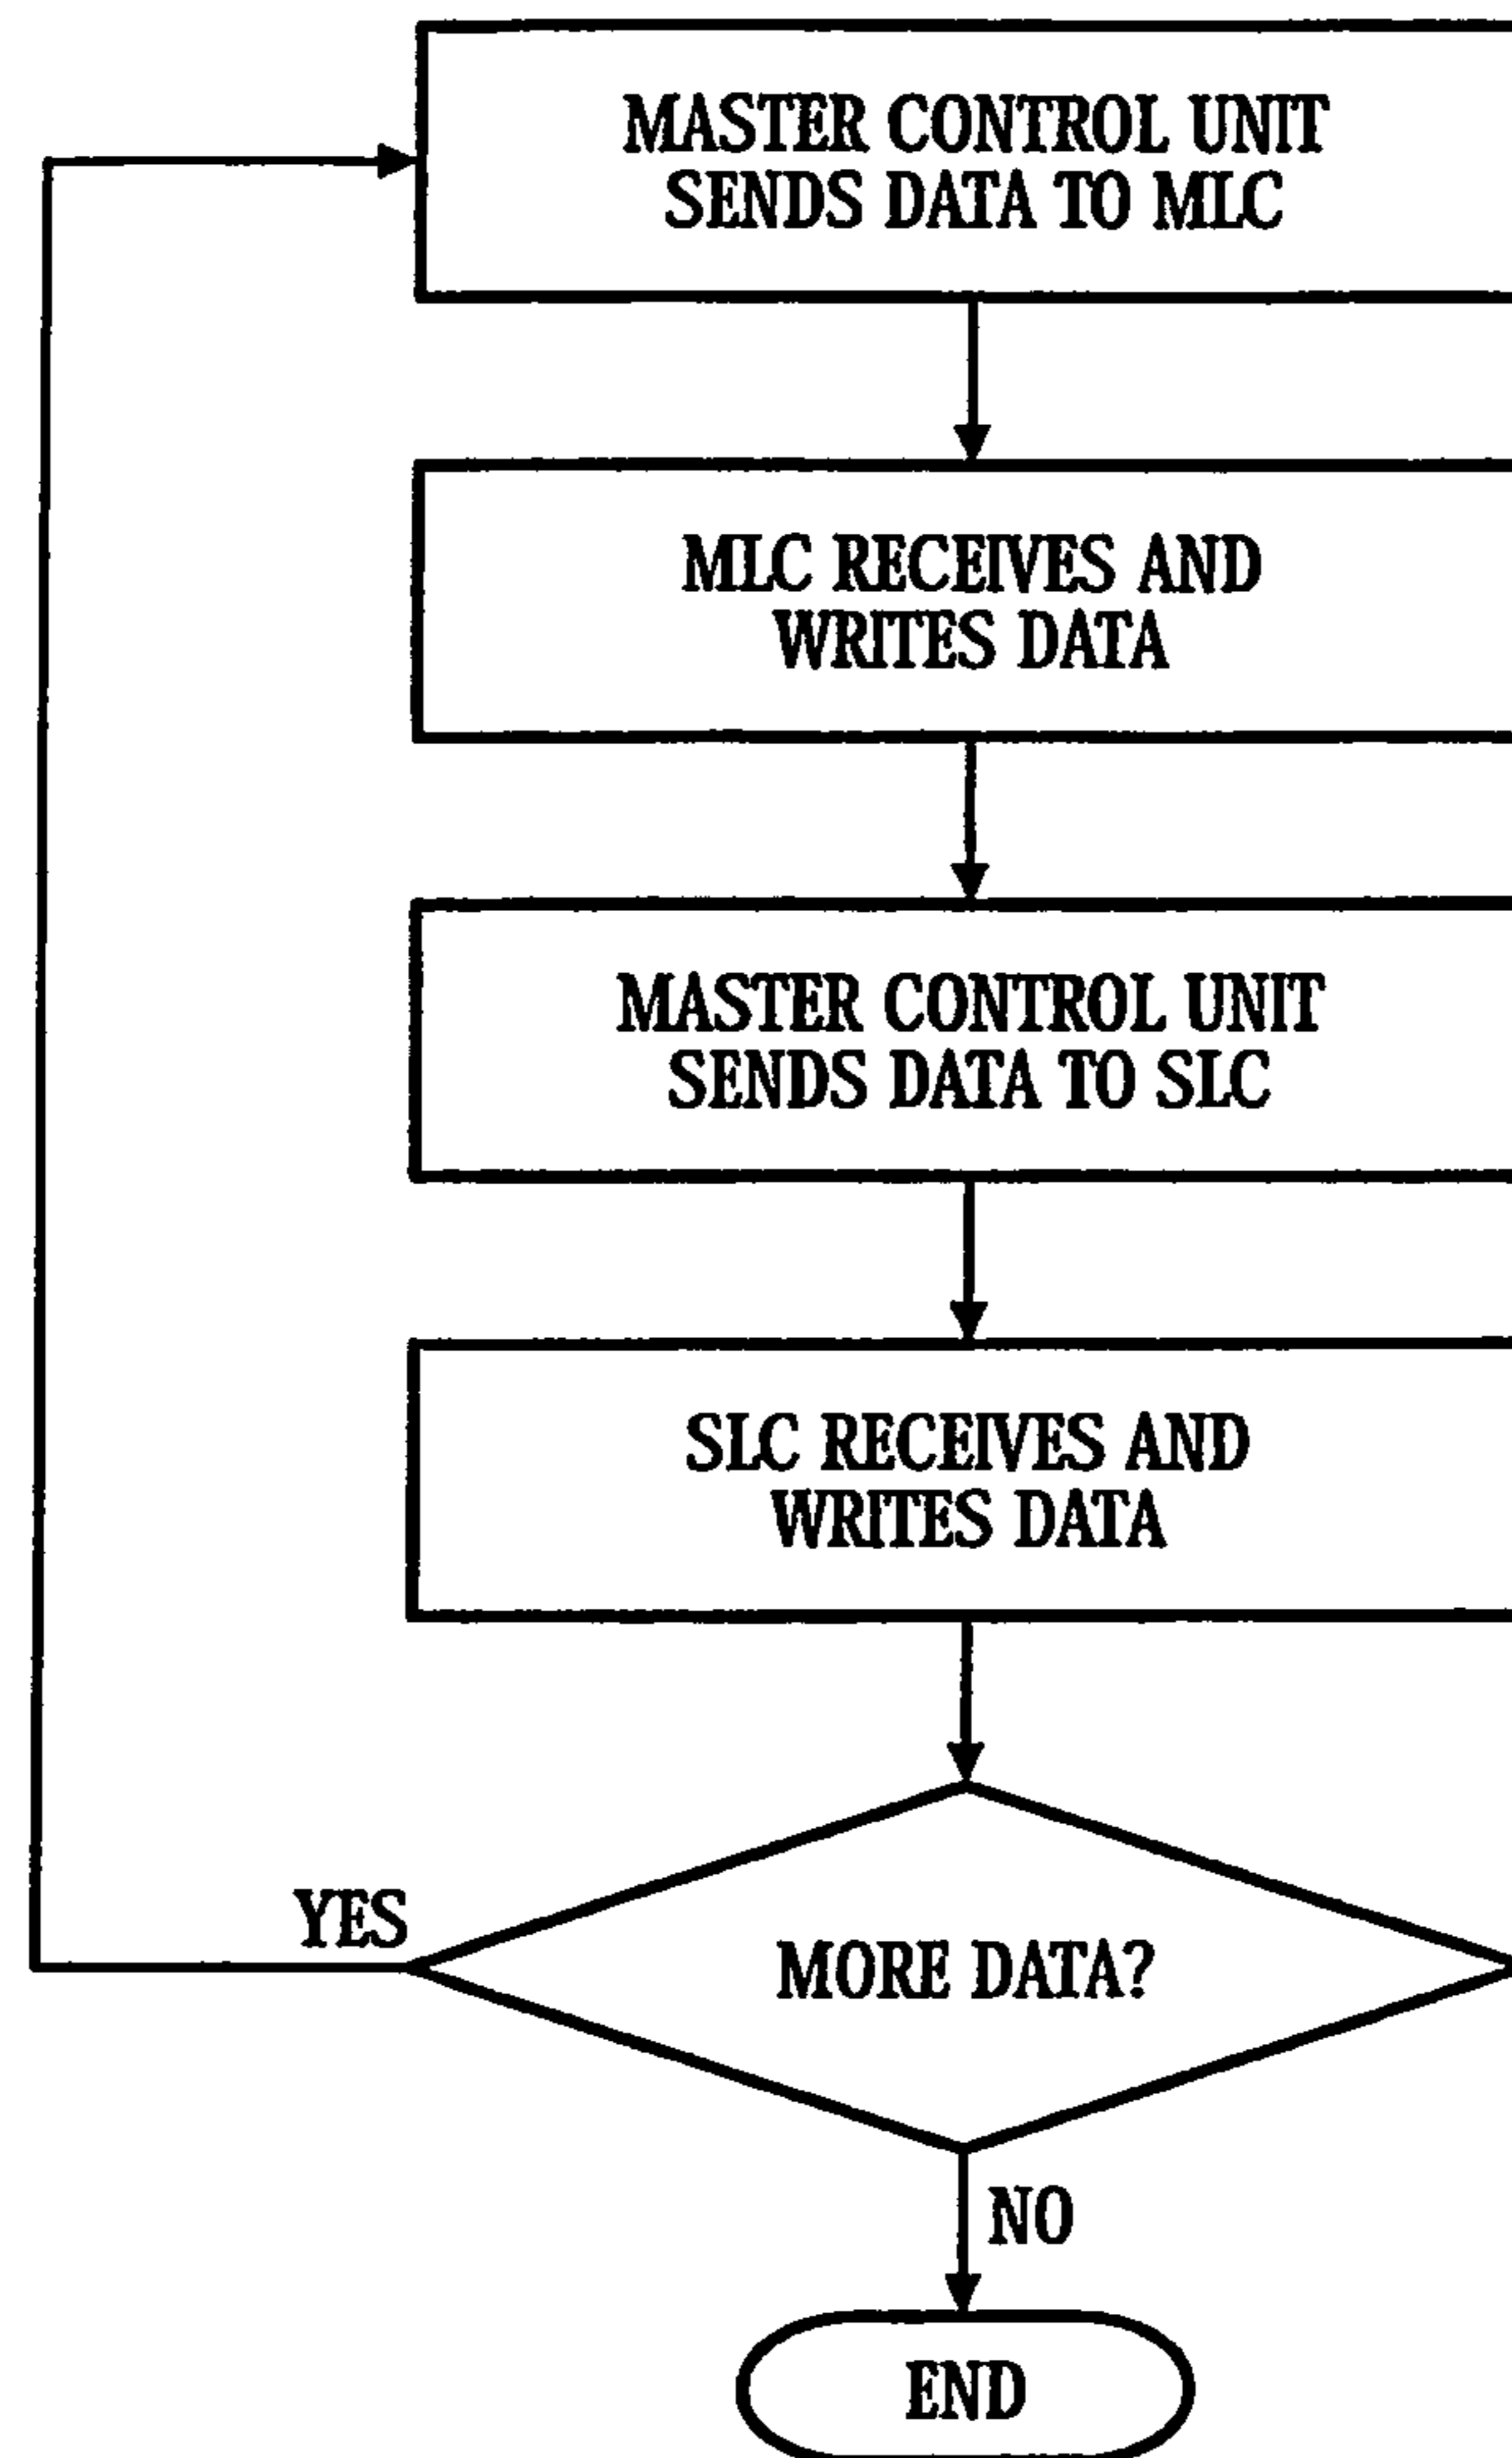 MASTER CONTROL UNIT
SENDS DATA TO MLC
MLC RECEIVES AND
WRITES DATA
MASTER CONTROL UNIT
SENDS DATA TO SLC
SLC RECEIVES AND
WRITES DATA
YES
MORE DATA?
NO
END